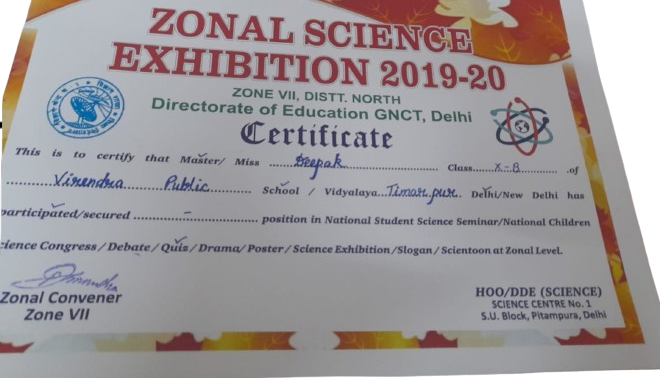 ZONAL SCIENCE
EXHIBITION 2019-20
ZONE VII, DISTT. NORTH
Directorate of Education GNCT, Delhi
Certificate
This is to certify that Master/ Miss ....Deepak.... Class....X-B.... .of
....Virendra Public.... School / Vidyalaya..Timarpur.. Delhi/New Delhi has
participated/secured ....-.... position in National Student Science Seminar/National Children
cience Congress / Debate / Quis / Drama / Poster / Science Exhibition /Slogan / Scientoon at Zonal Level.
Zonal Convener
Zone VII
HOO/DDE (SCIENCE)
SCIENCE CENTRE No. 1
S.U. Block, Pitampura, Delhi